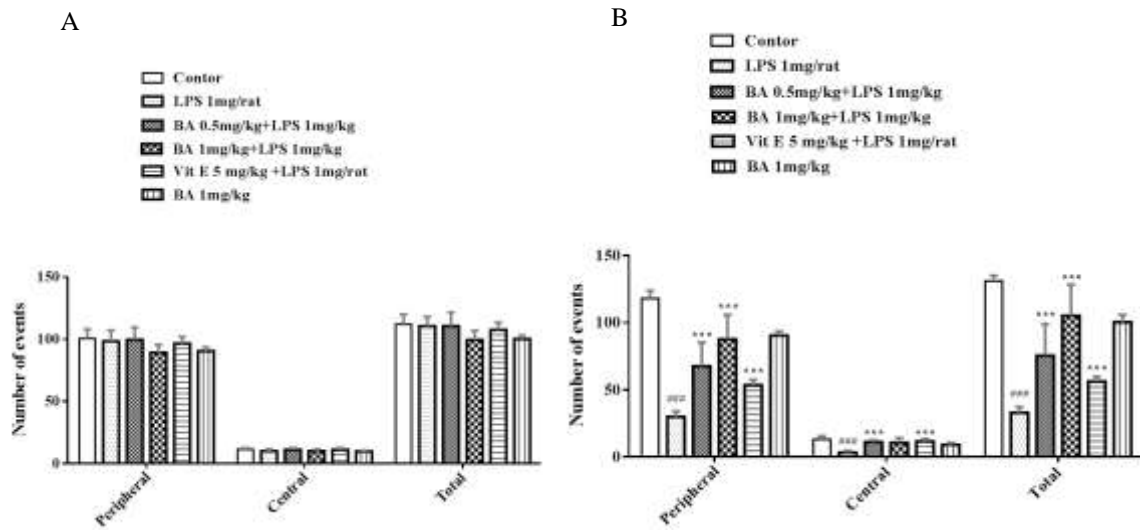 A
Contor
LPS 1mg/rat
BA 0.5mg/kg+LPS 1mg/kg
BA 1mg/kg+LPS 1mg/kg
Vit E 5 mg/kg +LPS 1mg/rat
BA 1mg/kg
Number of events
150
100
50
0
Peripheral
Central
Total
B
Contor
LPS 1mg/rat
BA 0.5mg/kg+LPS 1mg/kg
BA 1mg/kg+LPS 1mg/kg
Vit E 5 mg/kg +LPS 1mg/rat
BA 1mg/kg
Number of events
150
100
50
0
###
***
***
***
###
***
***
###
***
***
***
Peripheral
Central
Total